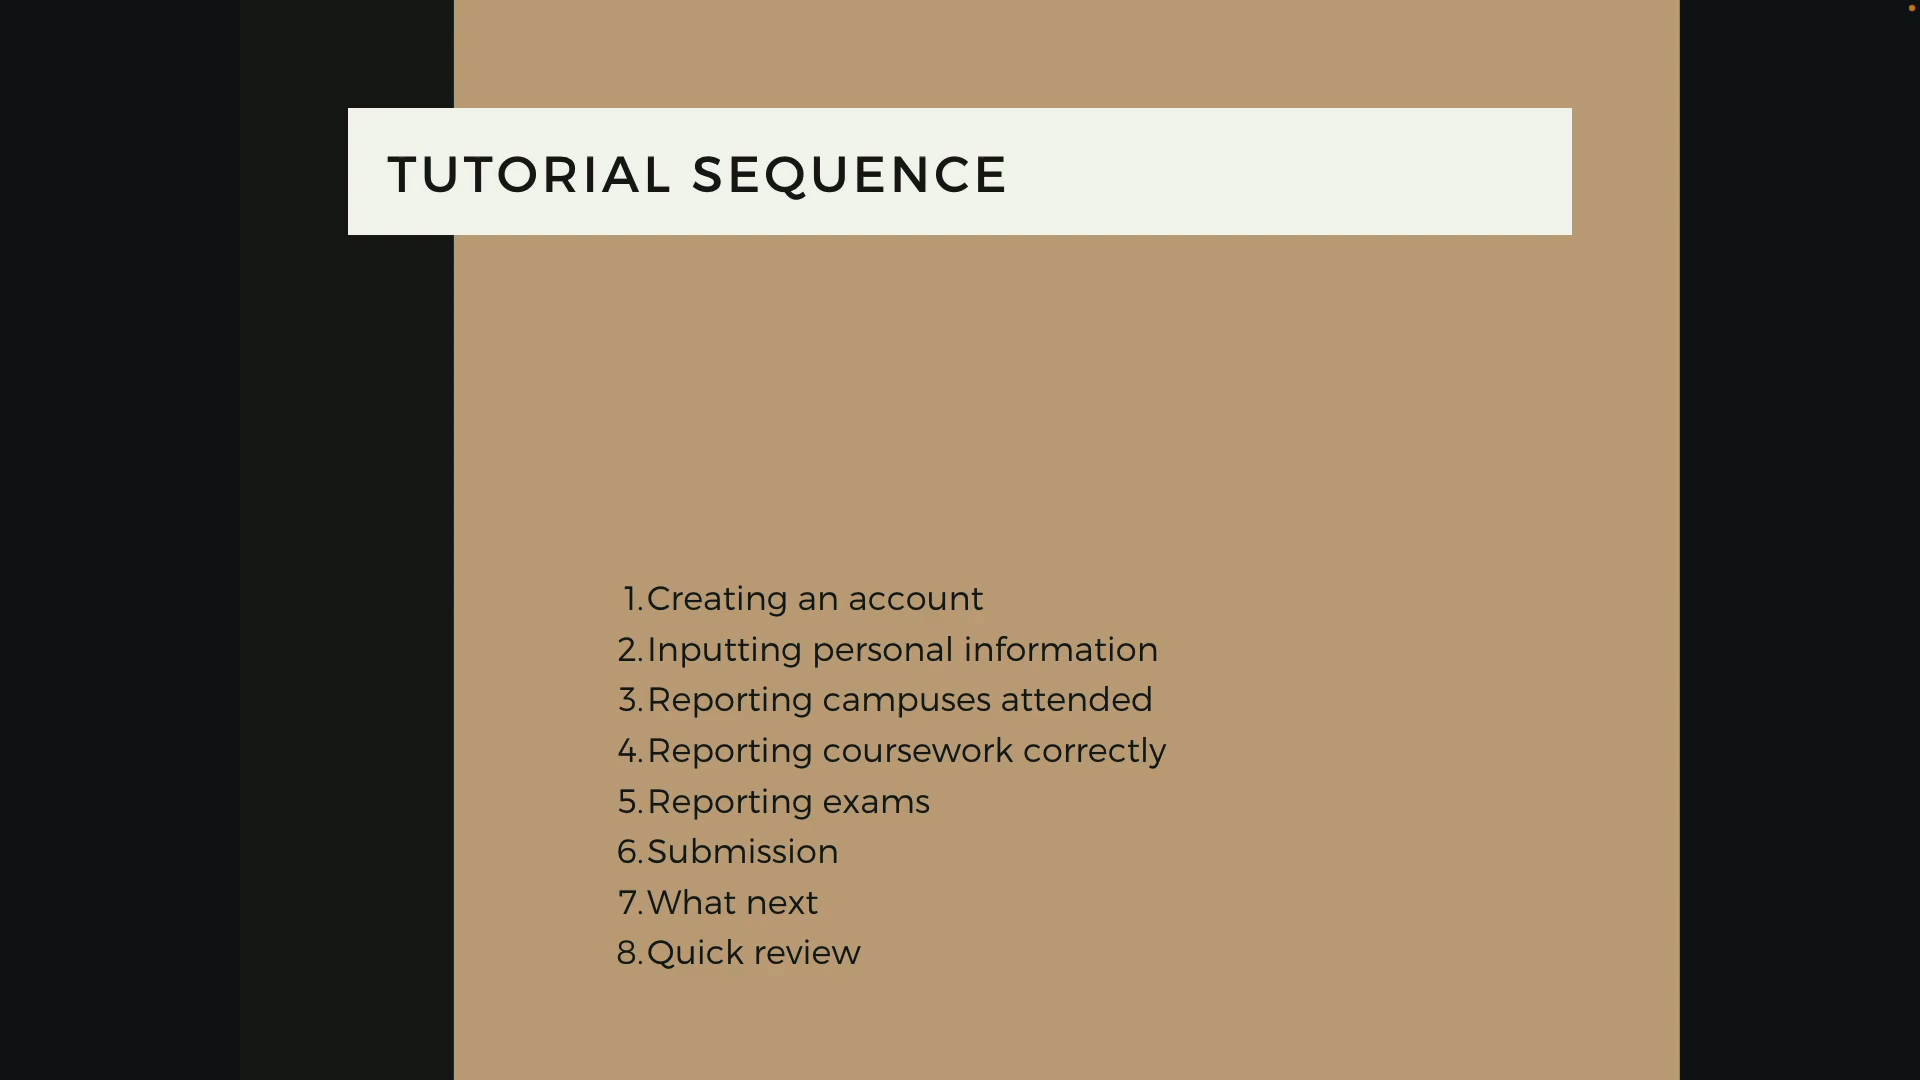 TUTORIAL SEQUENCE
1. Creating an account
2. Inputting personal information
3. Reporting campuses attended
4. Reporting coursework correctly
5. Reporting exams
6. Submission
7. What next
8. Quick review